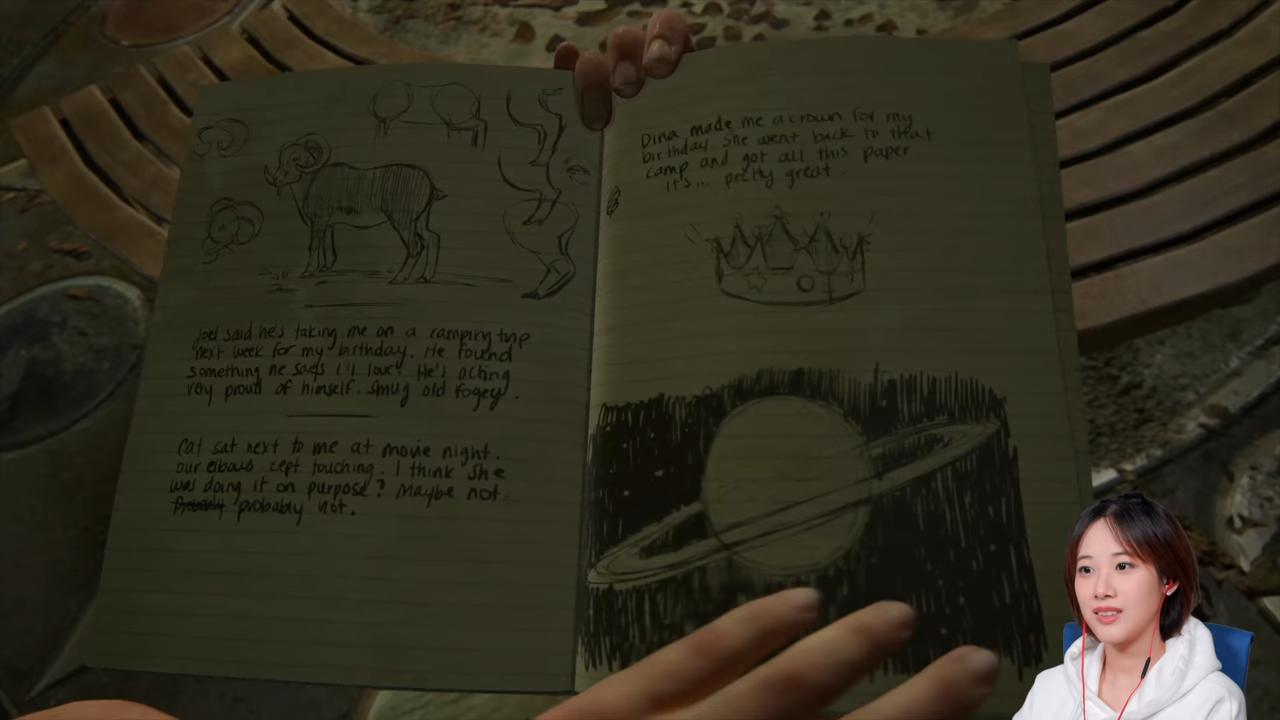 Joel said he's taking me on a camping trip
next week for my birthday. He found
something he says I'll love. He's acting
very proud of himself. Smug old fogey.
Cat sat next to me at movie night.
our elbows kept touching. I think she
was doing it on purpose? Maybe not.
probably not.
Dina made me a crown for my
birthday. She went back to that
camp and got all this paper
it's... pretty great.